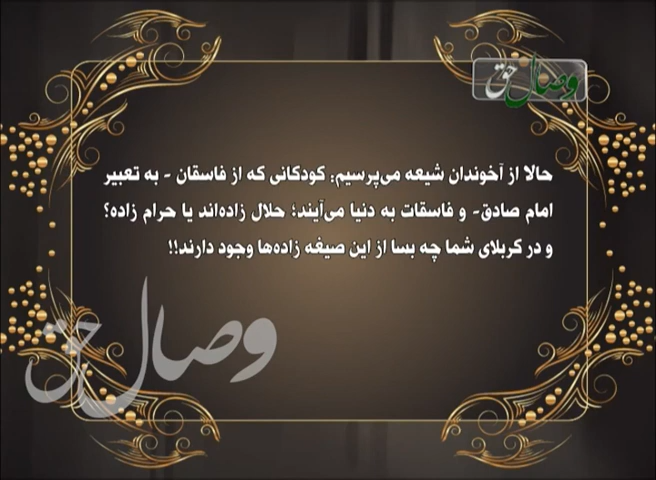 وصال حق
حالا از آخوندان شیعه می‌پرسیم: کودکانی که از فاسقان - به تعبیر
امام صادق- و فاسقات به دنیا می‌آیند؛ حلال زاده‌اند یا حرام زاده؟
و در کربلای شما چه بسا از این صیغه زاده‌ها وجود دارند!!
وصال حق